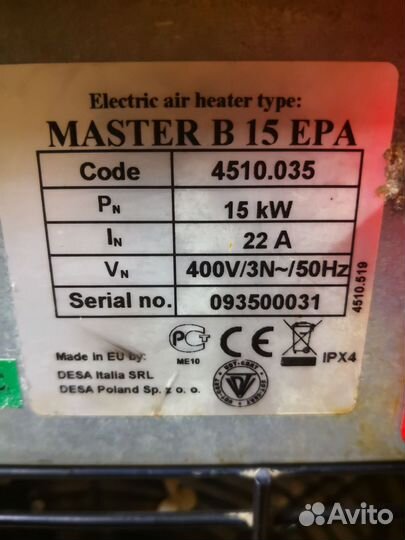 Electric air heater type:
MASTER B 15 EPA
Code 4510.035
PN 15 kW
IN 22 A
VN 400V/3N~/50Hz
Serial no. 093500031
4510.519
Made in EU by:
DESA Italia SRL
DESA Poland Sp. z o. o.
ME10
CE
IPX4
Avito